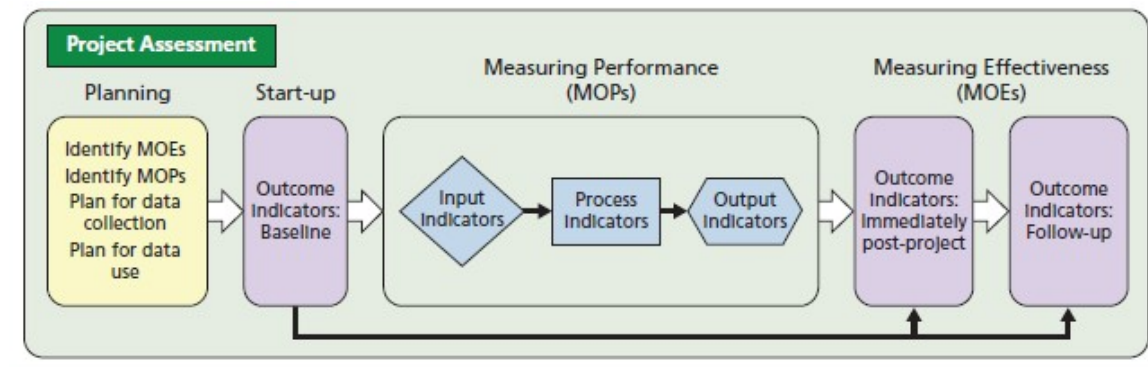 Project Assessment
Planning
Start-up
Measuring Performance
(MOPs)
Measuring Effectiveness
(MOEs)
Identify MOEs
Identify MOPs
Plan for data
collection
Plan for data
use
Outcome
Indicators:
Baseline
Input
Indicators
Process
Indicators
Output
Indicators
Outcome
Indicators:
Immediately
post-project
Outcome
Indicators:
Follow-up